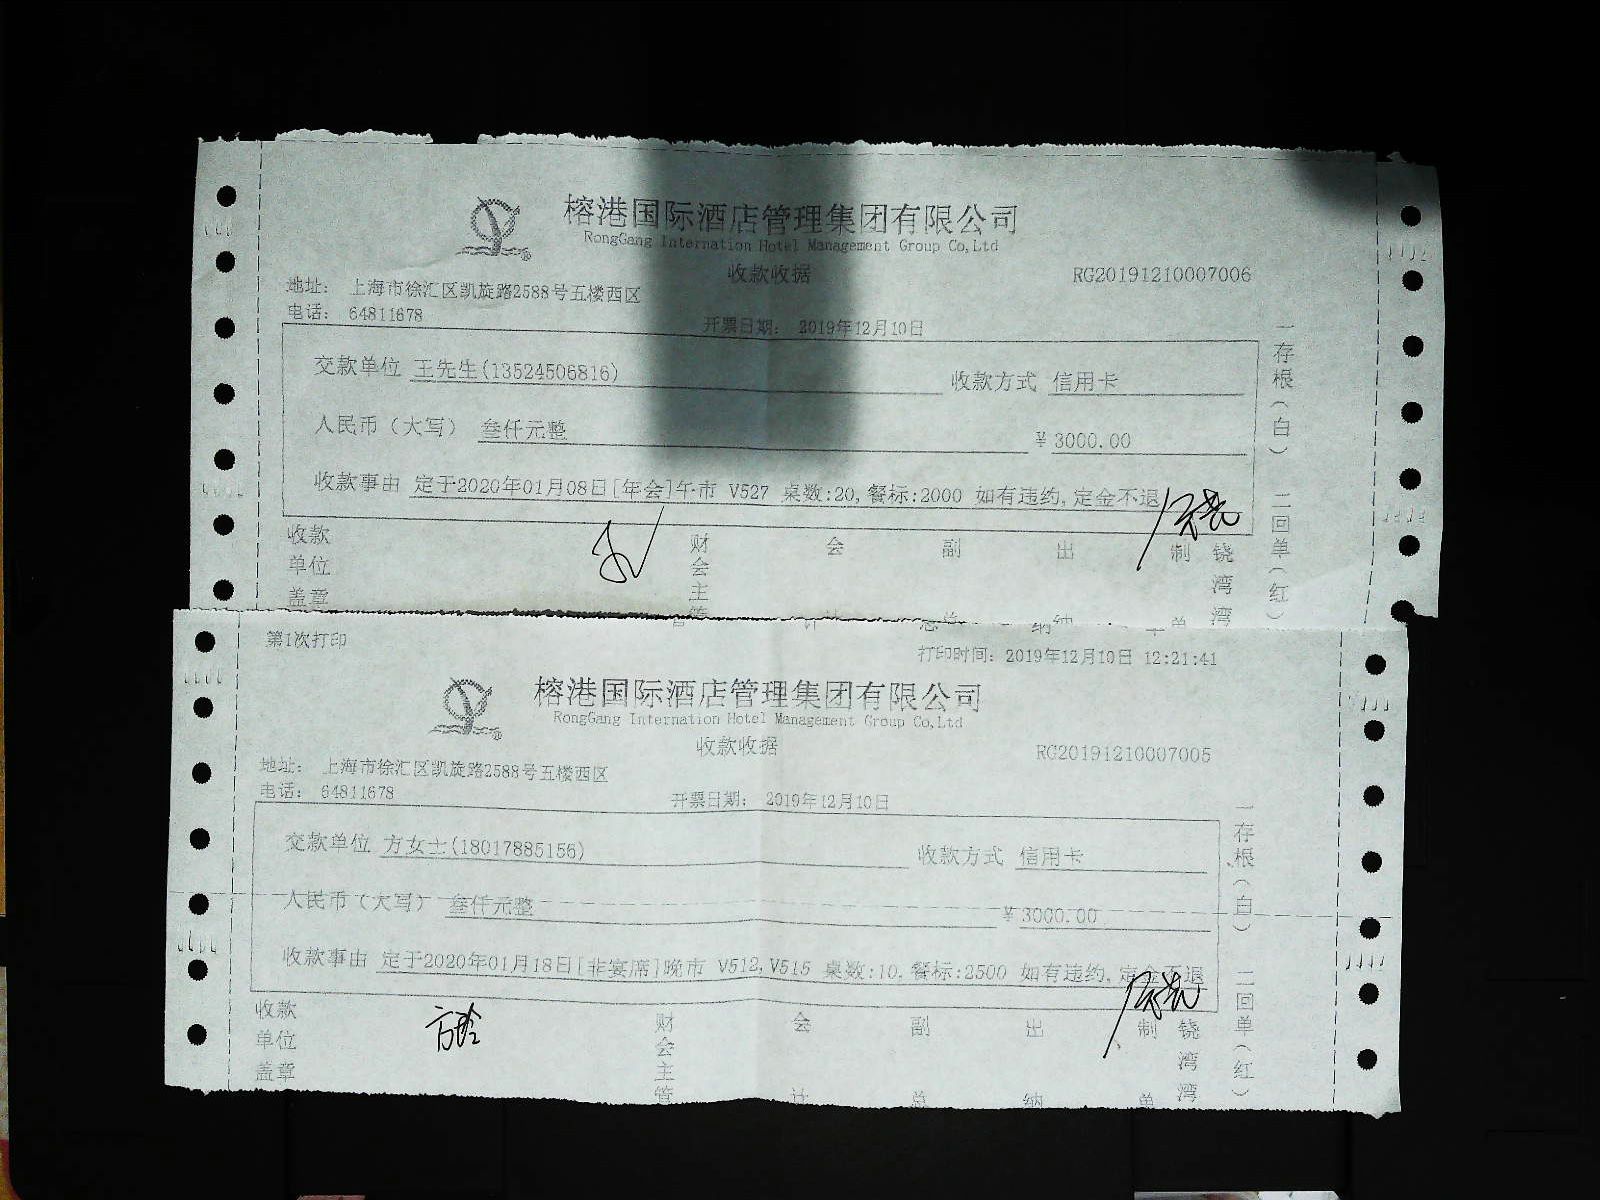 榕港国际酒店管理集团有限公司
RongGang Internation Hotel Management Group Co,Ltd
收款收据
RG20191210007006
地址： 上海市徐汇区凯旋路2588号五楼西区
电话： 64811678
开票日期： 2019年12月10日
交款单位 王先生(13524506816)
收款方式 信用卡
人民币（大写） 叁仟元整
¥ 3000.00
收款事由 定于2020年01月08日[年会]午市 V527 桌数:20,餐标:2000 如有违约,定金不退
收款单位盖章
财会主管
会计
副总
出纳
制单
铙湾湾
一存根（白）
二回单（红）
第1次打印
打印时间：2019年12月10日 12:21:41
榕港国际酒店管理集团有限公司
RongGang Internation Hotel Management Group Co,Ltd
收款收据
RG20191210007005
地址： 上海市徐汇区凯旋路2588号五楼西区
电话： 64811678
开票日期： 2019年12月10日
交款单位 方女士(18017885156)
收款方式 信用卡
人民币（大写） 叁仟元整
¥ 3000.00
收款事由 定于2020年01月18日[非宴席]晚市 V512,V515 桌数:10,餐标:2500 如有违约,定金不退
收款单位盖章
财会主管
会计
副总
出纳
制单
铙湾湾
一存根（白）
二回单（红）